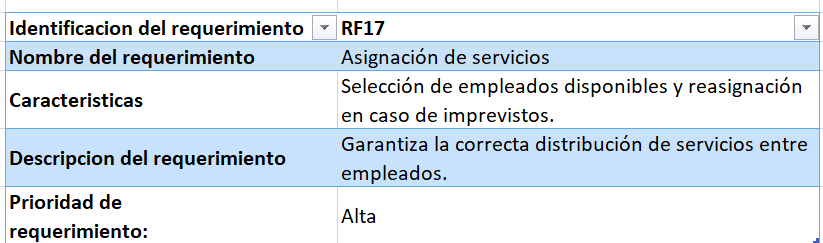 Identificacion del requerimiento RF17
Nombre del requerimiento Asignación de servicios
Caracteristicas Selección de empleados disponibles y reasignación
en caso de imprevistos.
Descripcion del requerimiento Garantiza la correcta distribución de servicios entre
empleados.
Prioridad de
requerimiento: Alta